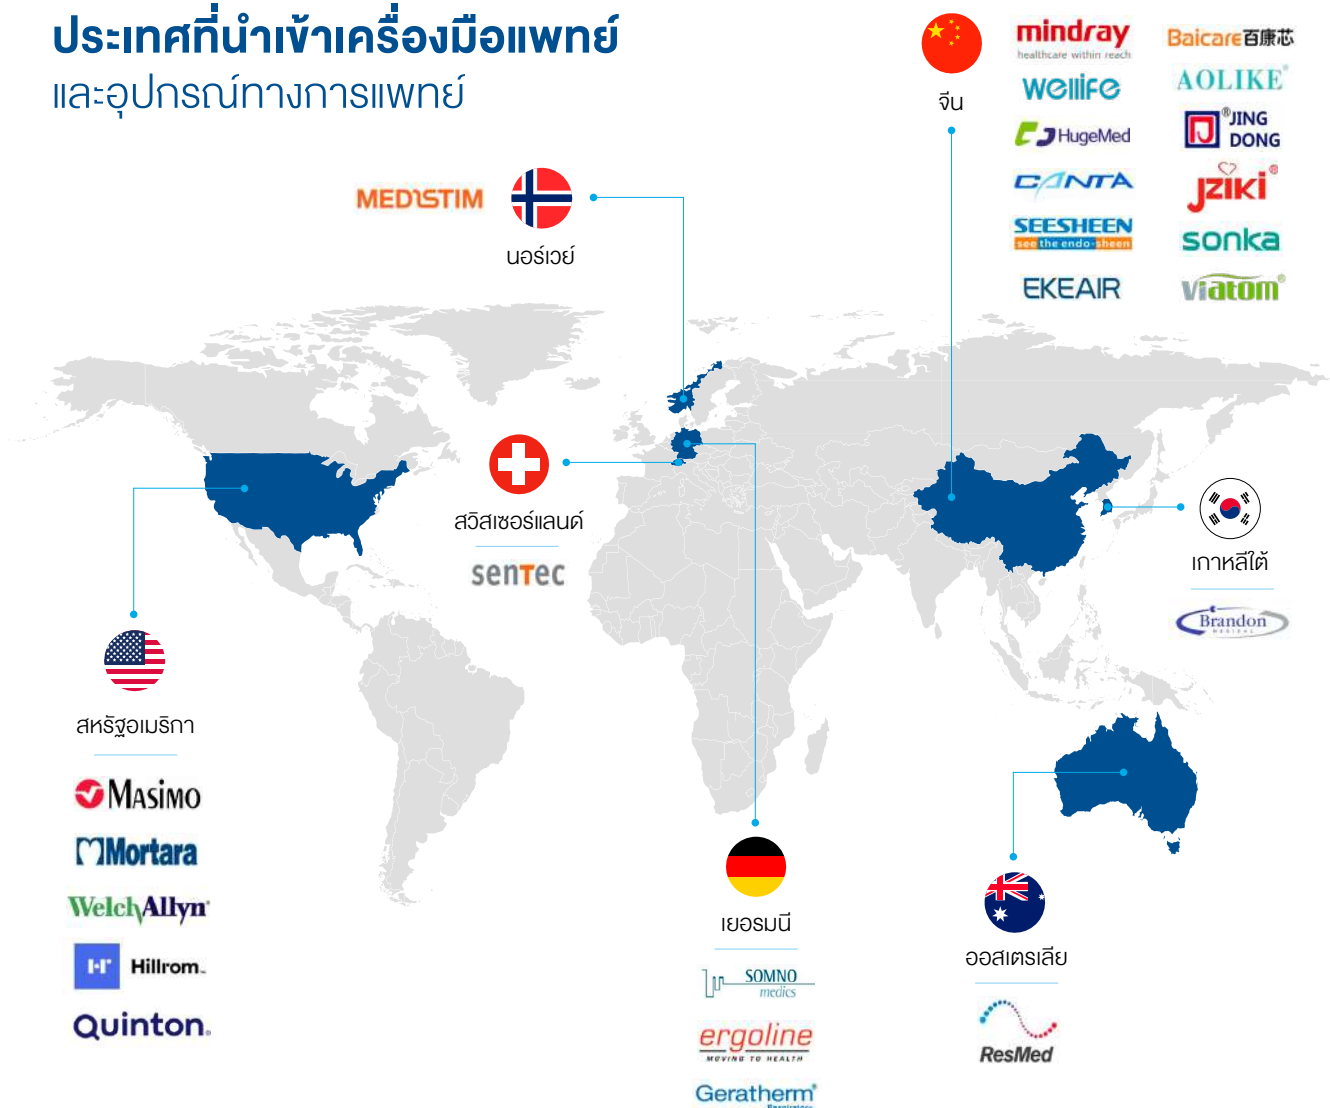 ประเทศที่นำเข้าเครื่องมือแพทย์
และอุปกรณ์ทางการแพทย์
จีน
mindray
healthcare within reach
Baicare百康芯
wellife
AOLIKE®
HugeMed
®JING
DONG
CANTA
jziki®
SEESHEEN
see the endo-sheen
sonka
EKEAIR
viatom®
MEDISTIM
นอร์เวย์
สวิสเซอร์แลนด์
senTec
เกาหลีใต้
Brandon
MEDICAL
สหรัฐอเมริกา
Masimo
Mortara
WelchAllyn®
Hillrom™
Quinton®
เยอรมนี
SOMNO
medics
ergoline
MOVING TO HEALTH
Geratherm®
Respiratory
ออสเตรเลีย
ResMed